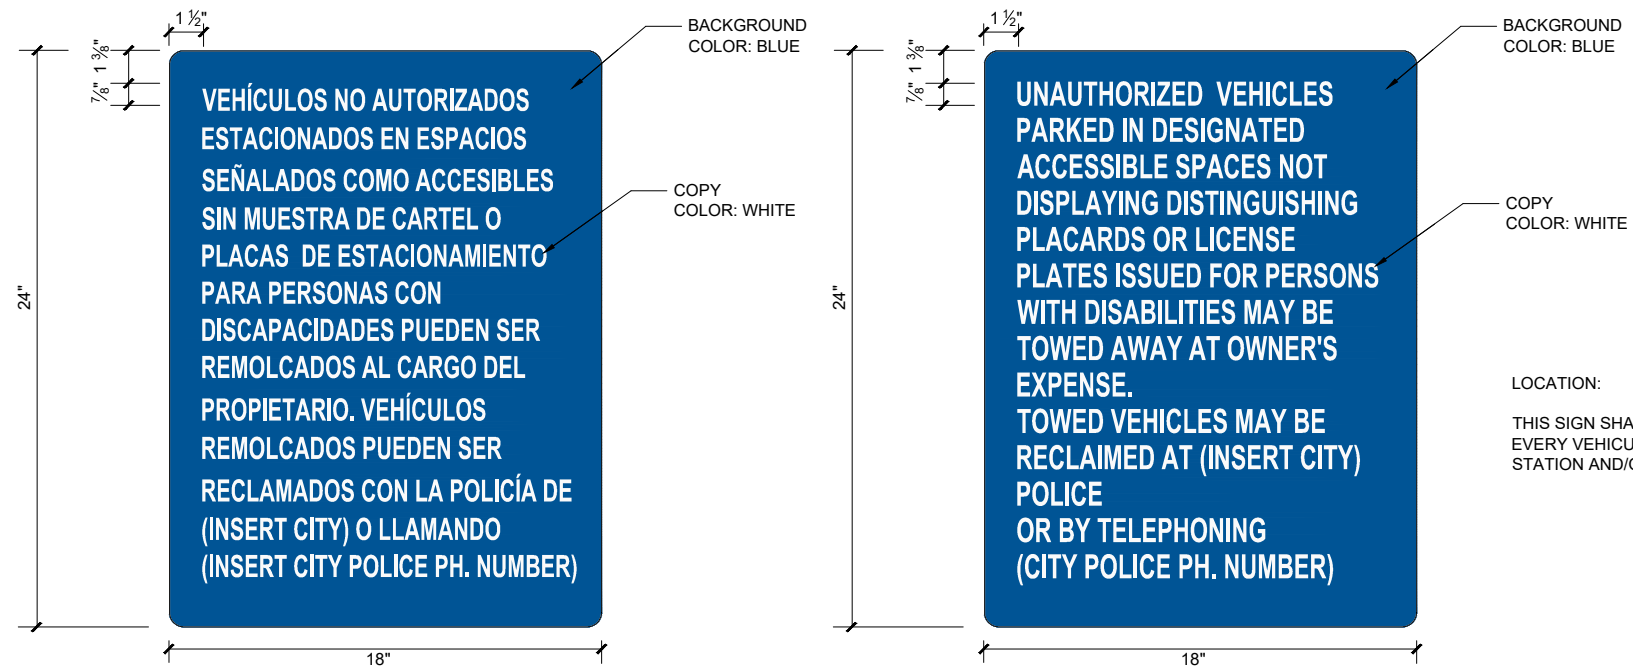 1 ½"
1 ⅜"
⅞"
24"
18"
BACKGROUND
COLOR: BLUE
VEHÍCULOS NO AUTORIZADOS
ESTACIONADOS EN ESPACIOS
SEÑALADOS COMO ACCESIBLES
SIN MUESTRA DE CARTEL O
PLACAS DE ESTACIONAMIENTO
PARA PERSONAS CON
DISCAPACIDADES PUEDEN SER
REMOLCADOS AL CARGO DEL
PROPIETARIO. VEHÍCULOS
REMOLCADOS PUEDEN SER
RECLAMADOS CON LA POLICÍA DE
(INSERT CITY) O LLAMANDO
(INSERT CITY POLICE PH. NUMBER)
COPY
COLOR: WHITE
1 ½"
1 ⅜"
⅞"
24"
18"
BACKGROUND
COLOR: BLUE
UNAUTHORIZED VEHICLES
PARKED IN DESIGNATED
ACCESSIBLE SPACES NOT
DISPLAYING DISTINGUISHING
PLACARDS OR LICENSE
PLATES ISSUED FOR PERSONS
WITH DISABILITIES MAY BE
TOWED AWAY AT OWNER'S
EXPENSE.
TOWED VEHICLES MAY BE
RECLAIMED AT (INSERT CITY)
POLICE
OR BY TELEPHONING
(CITY POLICE PH. NUMBER)
COPY
COLOR: WHITE
LOCATION:
THIS SIGN
EVERY
STATION